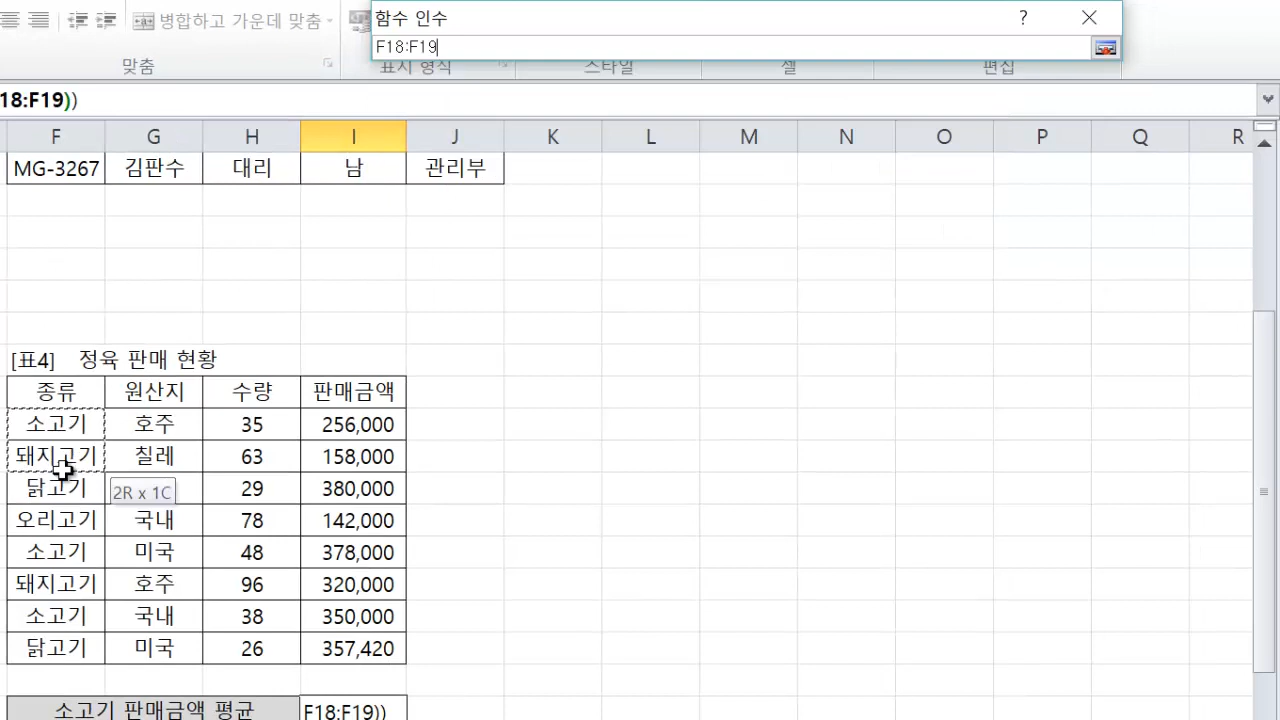 함수 인수 ?
F18:F19
병합하고 가운데 맞춤
맞춤 표시 형식 스타일 셀 편집
18:F19))
F G H I J K L M N O P Q R
MG-3267 김판수 대리 남 관리부
[표4] 정육 판매 현황
종류 원산지 수량 판매금액
소고기 호주 35 256,000
돼지고기 칠레 63 158,000
닭고기 29 380,000
2R x 1C
오리고기 국내 78 142,000
소고기 미국 48 378,000
돼지고기 호주 96 320,000
소고기 국내 38 350,000
닭고기 미국 26 357,420
소고기 판매금액 평균 F18:F19))